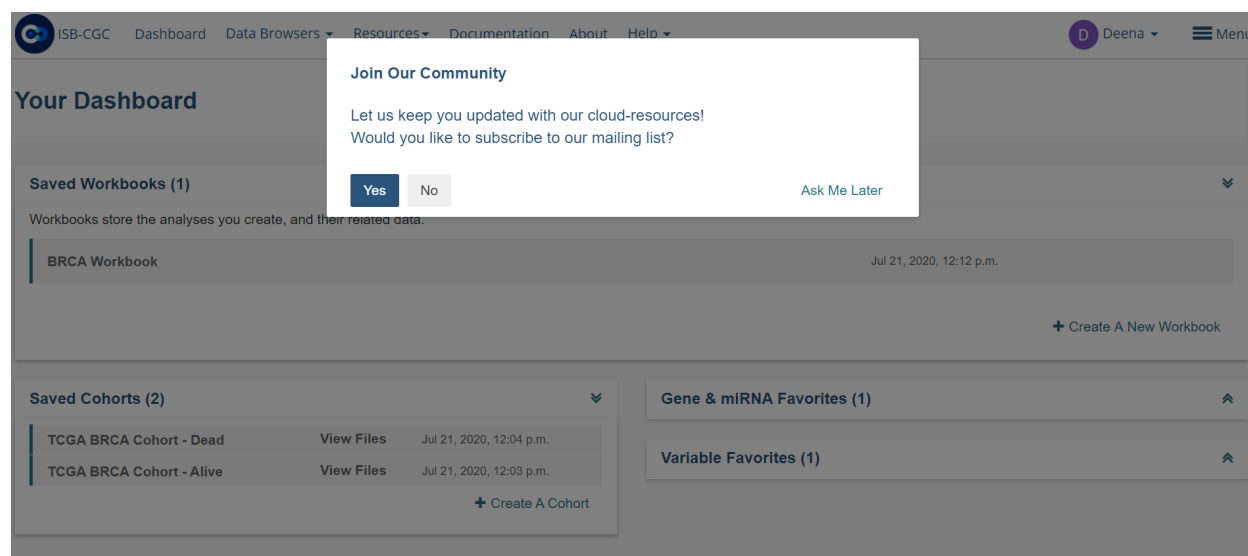 ISB-CGC Dashboard Data Browsers Resources Documentation About Help D Deena Menu
Join Our Community
Your Dashboard
Let us keep you updated with our cloud-resources!
Would you like to subscribe to our mailing list?
Saved Workbooks (1)
Yes No Ask Me Later
Workbooks store the analyses you create, and their related data.
BRCA Workbook Jul 21, 2020, 12:12 p.m.
+ Create A New Workbook
Saved Cohorts (2) Gene & miRNA Favorites (1)
TCGA BRCA Cohort - Dead View Files Jul 21, 2020, 12:04 p.m.
Variable Favorites (1)
TCGA BRCA Cohort - Alive View Files Jul 21, 2020, 12:03 p.m.
+ Create A Cohort